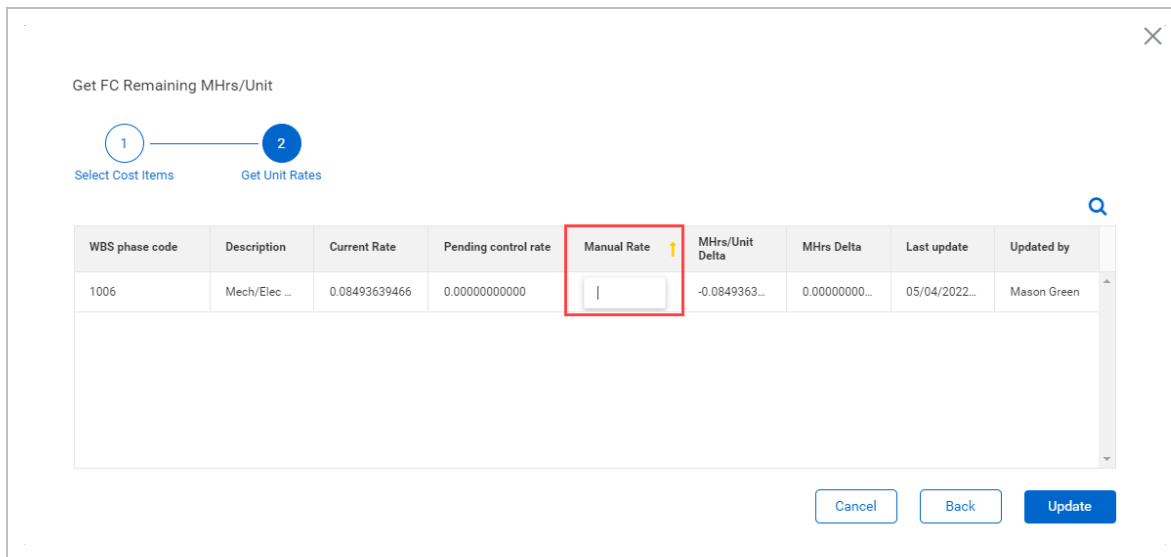 Get FC Remaining MHrs/Unit
1 2
Select Cost Items Get Unit Rates
WBS phase code Description Current Rate Pending control rate Manual Rate MHrs/Unit Delta MHrs Delta Last update Updated by
1006 Mech/Elec ... 0.08493639466 0.00000000000 -0.0849363... 0.00000000... 05/04/2022... Mason Green
Cancel Back Update